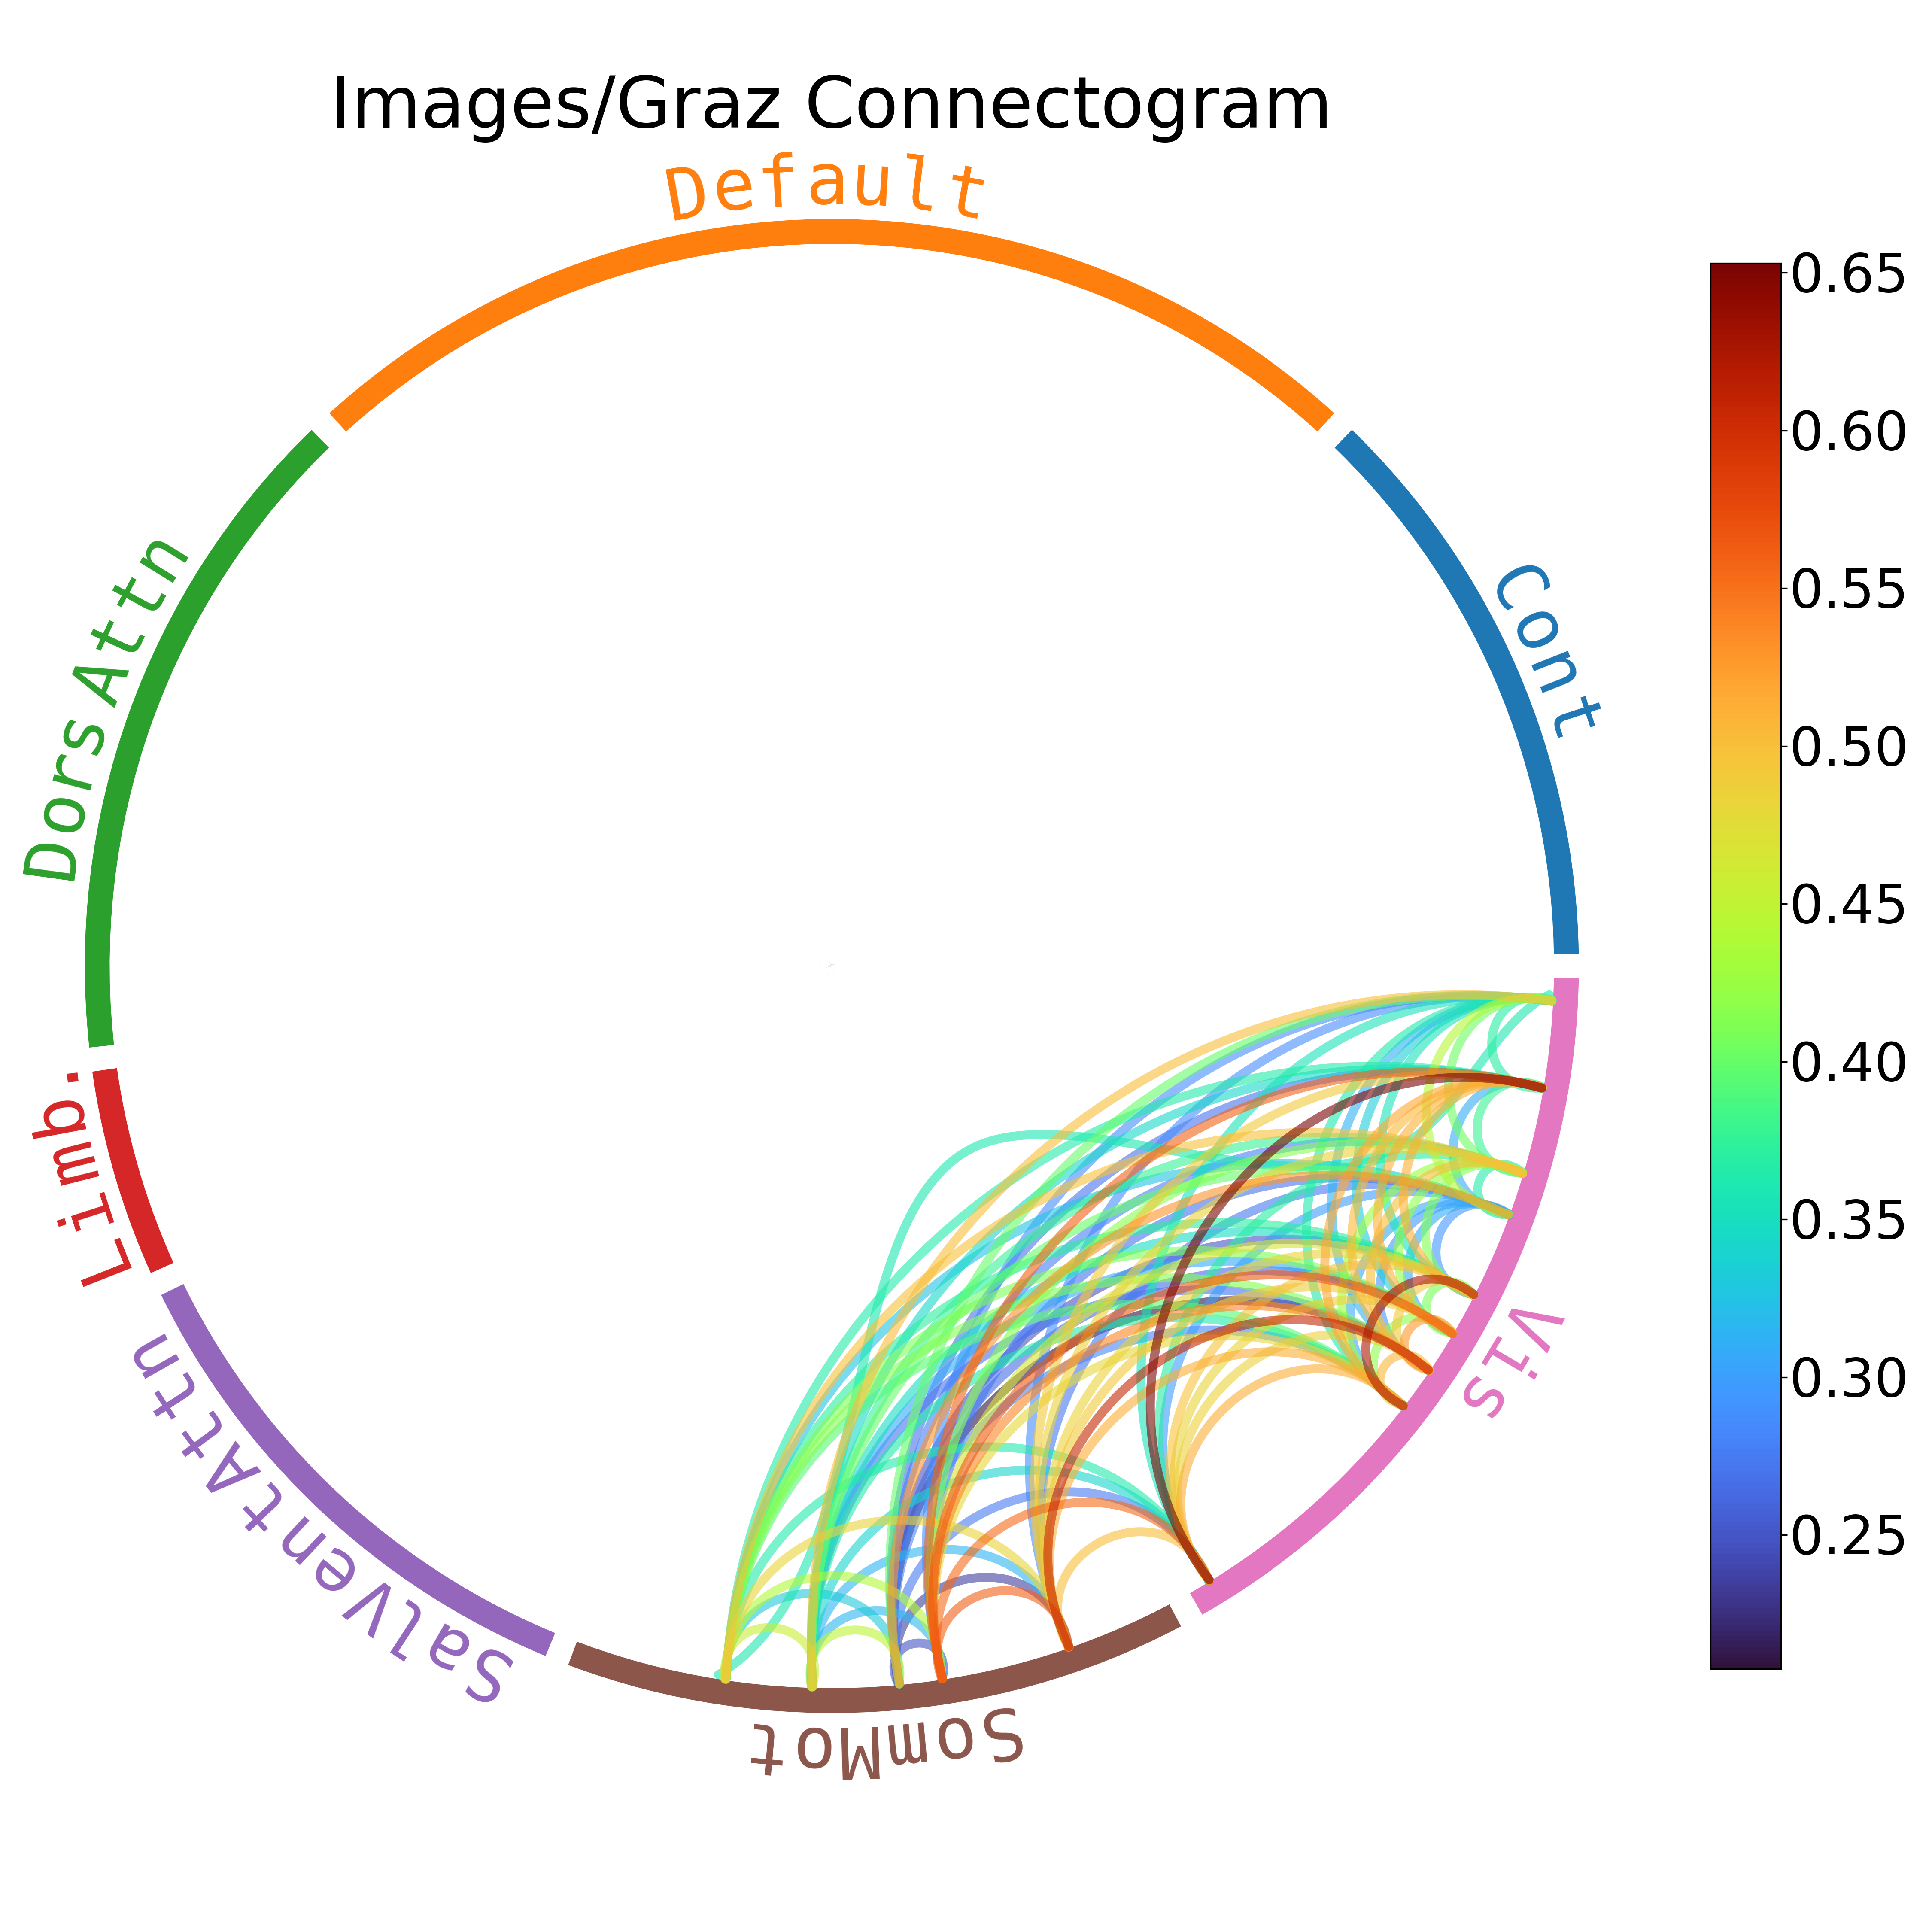 Images/Graz Connectogram
Default
Cont
DorsAttn
Limb.
SalVentAttn
SomMot
Vis
0.65
0.60
0.55
0.50
0.45
0.40
0.35
0.30
0.25